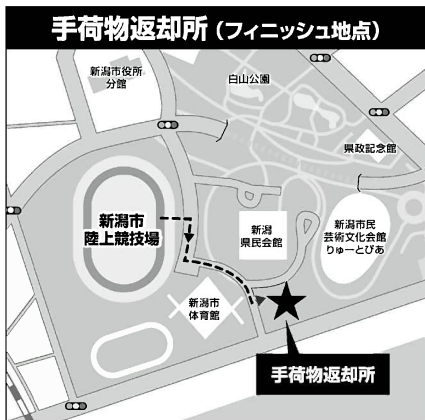 手荷物返却所（フィニッシュ地点）
新潟市役所
分館
白山公園
県政記念館
新潟市
陸上競技場
新潟
県民会館
新潟市民
芸術文化会館
りゅーとぴあ
新潟市
体育館
手荷物返却所